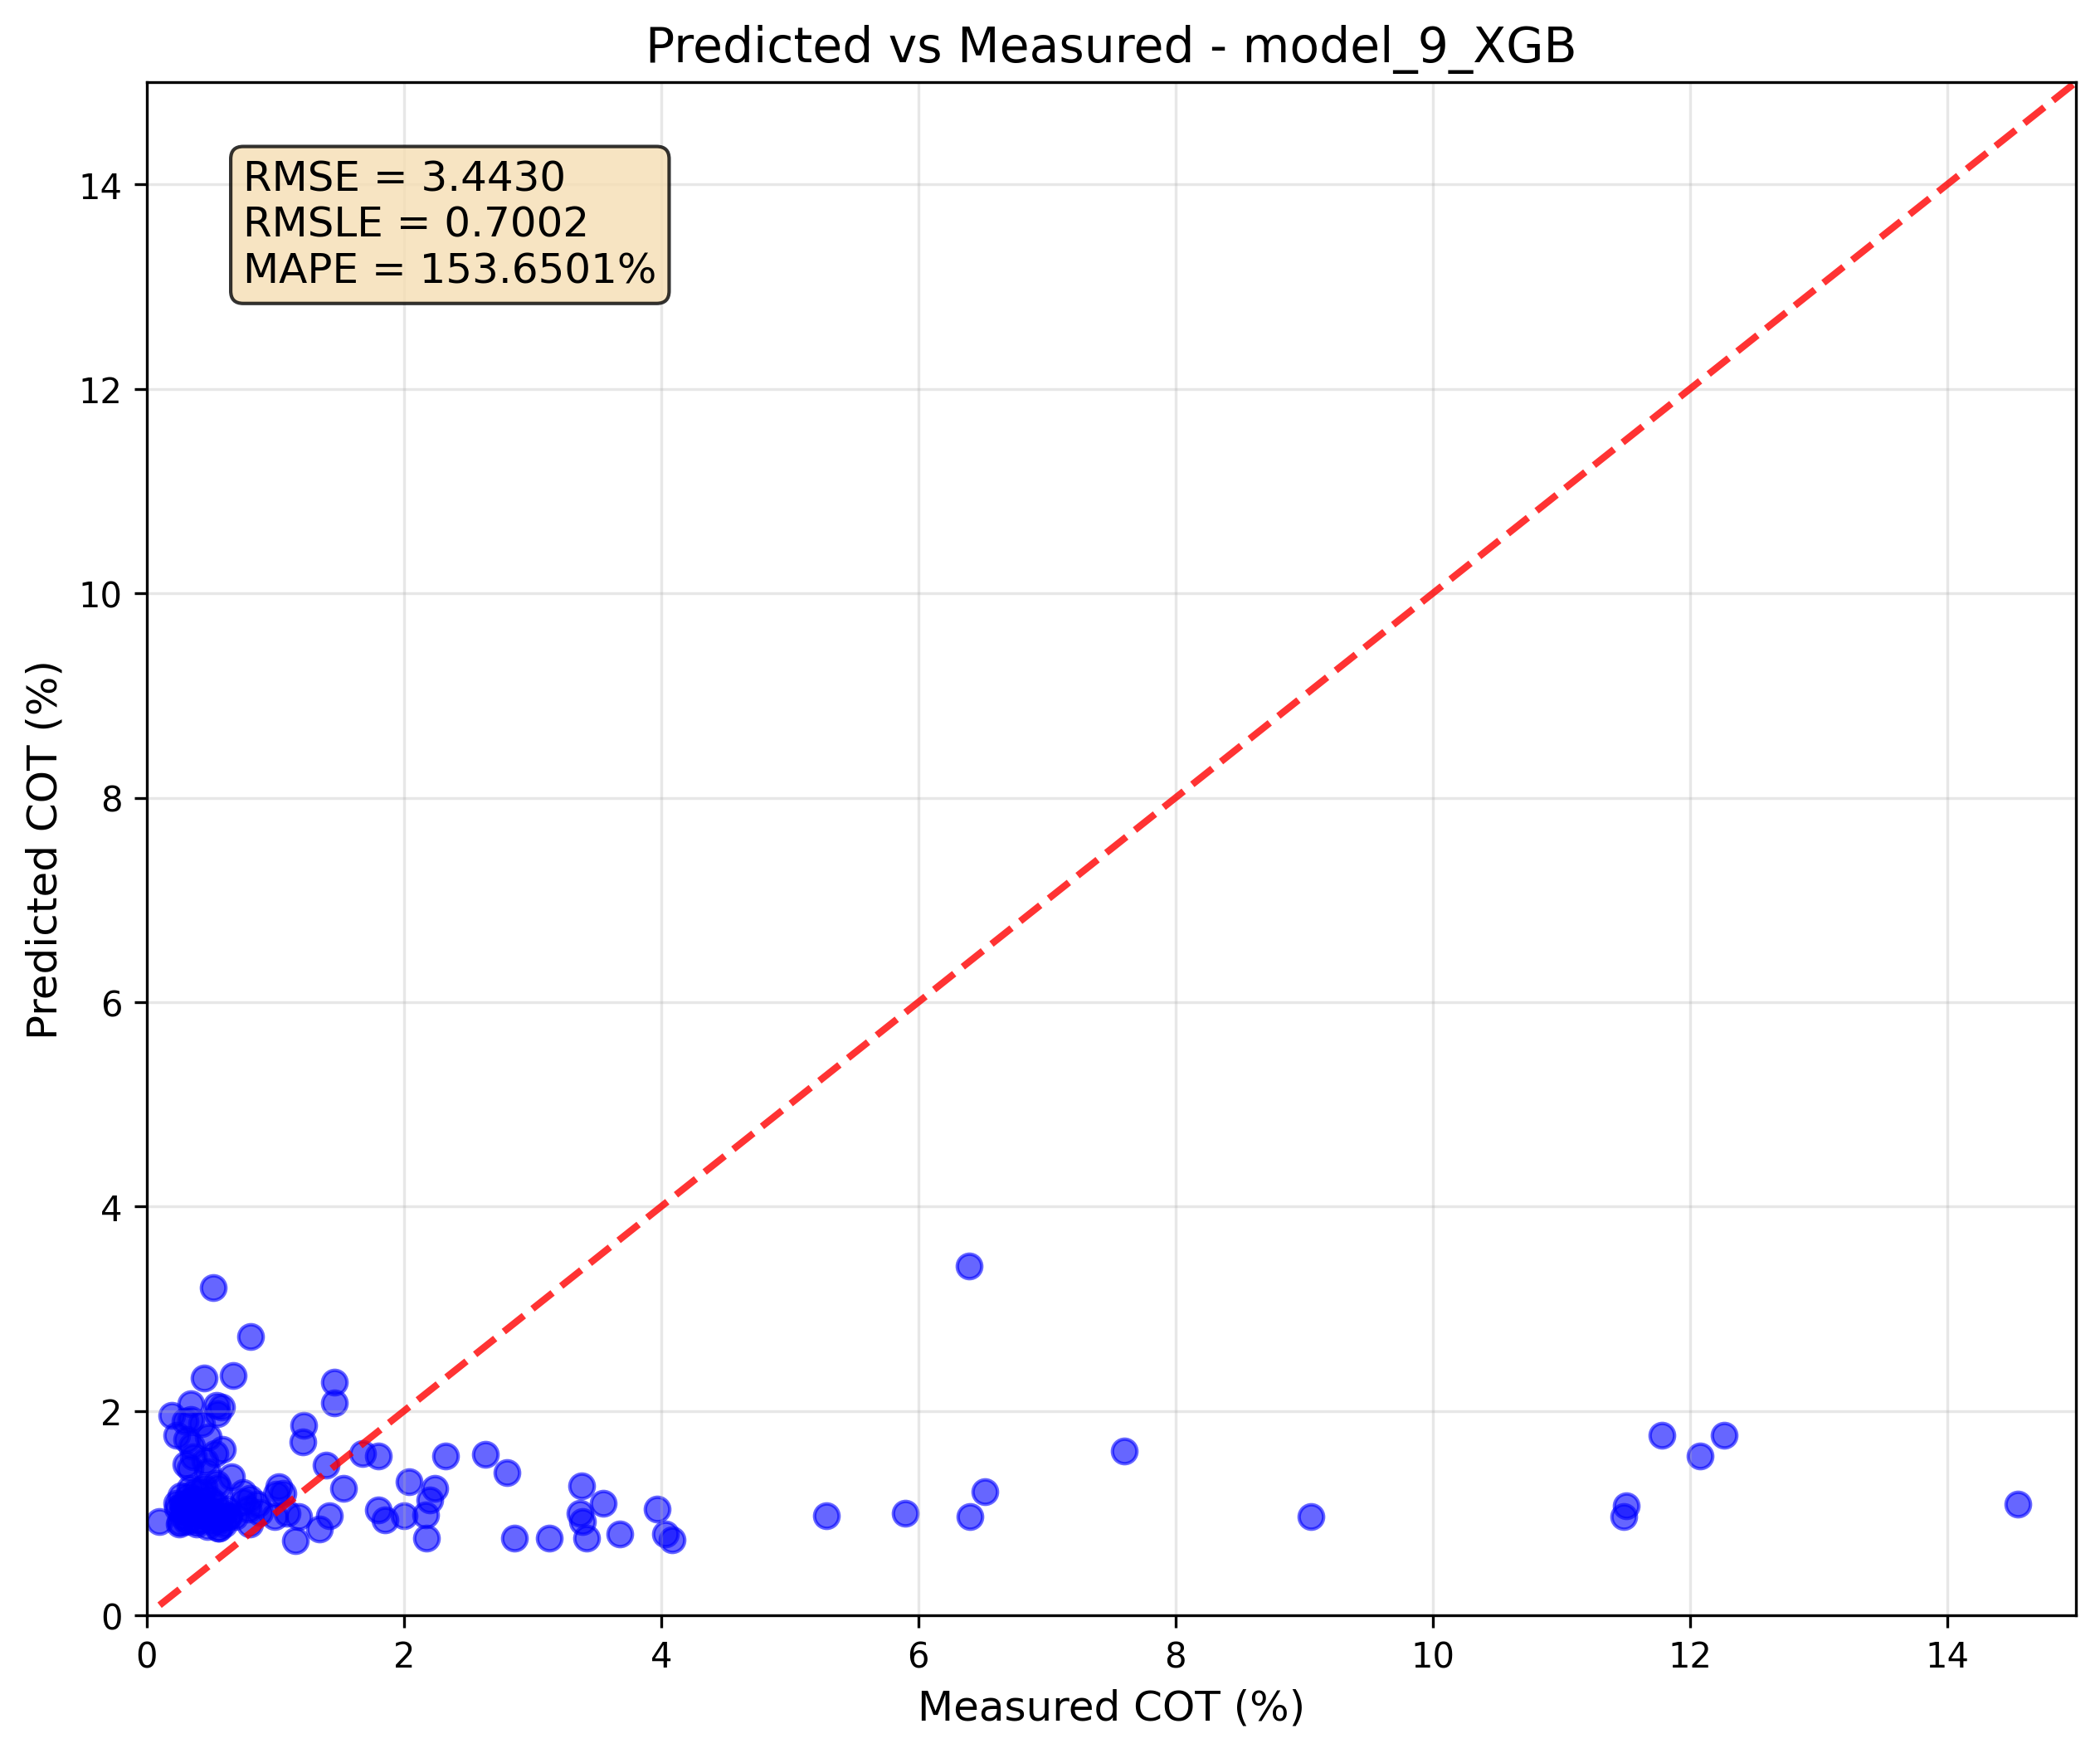 Predicted vs Measured - model_9_XGB
RMSE = 3.4430
RMSLE = 0.7002
MAPE = 153.6501%
Predicted COT (%)
14
12
10
8
6
4
2
0
0 2 4 6 8 10 12 14
Measured COT (%)